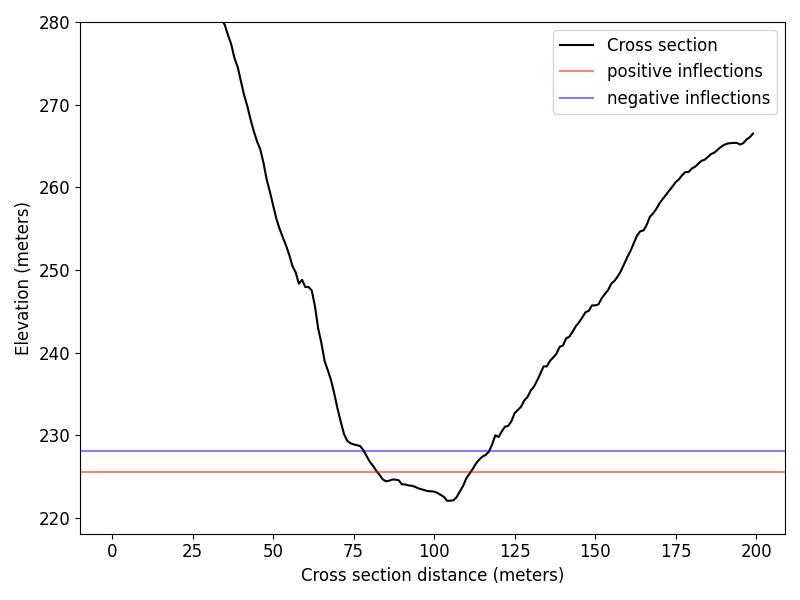 280
270
260
250
240
230
220
Elevation (meters)
Cross section
positive inflections
negative inflections
0 25 50 75 100 125 150 175 200
Cross section distance (meters)